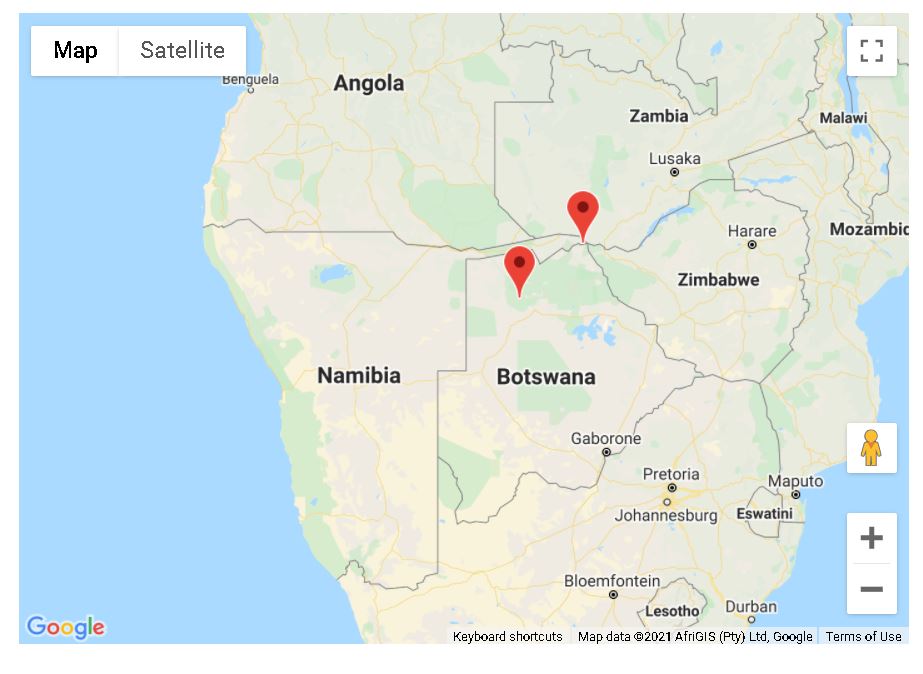 Map Satellite
Benguela
Angola
Zambia
Malawi
Lusaka
Harare
Mozambic
Zimbabwe
Namibia
Botswana
Gaborone
Pretoria
Maputo
Johannesburg
Eswatini
Bloemfontein
Lesotho
Durban
Google
Keyboard shortcuts Map data ©2021 AfriGIS (Pty) Ltd, Google Terms of Use